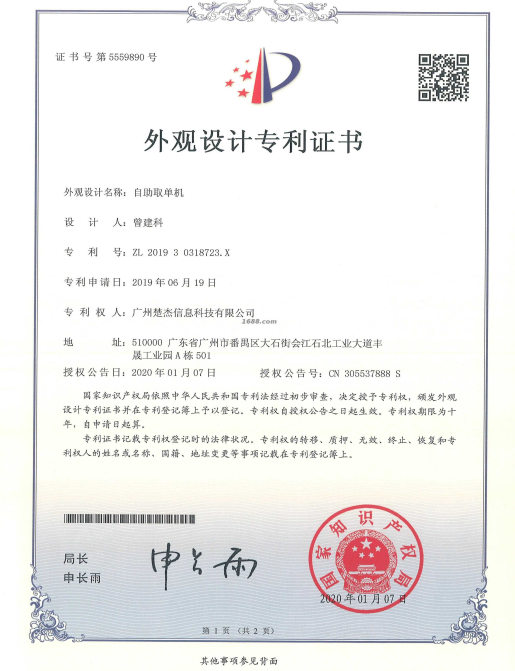 证书号第5559890号
外观设计专利证书
外观设计名称：自助取单机
设计人：曾建科
专利号：ZL 2019 3 0318723.X
专利申请日：2019年06月19日
专利权人：广州楚杰信息科技有限公司
1688.com
地址：510000 广东省广州市番禺区大石街会江石北工业大道丰
晟工业园A栋501
授权公告日：2020年01月07日 授权公告号：CN 305537888 S
国家知识产权局依照中华人民共和国专利法经过初步审查，决定授予专利权，颁发外观
设计专利证书并在专利登记簿上予以登记。专利权自授权公告之日起生效。专利权期限为十
年，自申请日起算。
专利证书记载专利权登记时的法律状况。专利权的转移、质押、无效、终止、恢复和专
利权人的姓名或名称、国籍、地址变更等事项记载在专利登记簿上。
局长
申长雨
申长雨
国家知识产权局
2020年01月07日
第1页（共2页）
其他事项参见背面